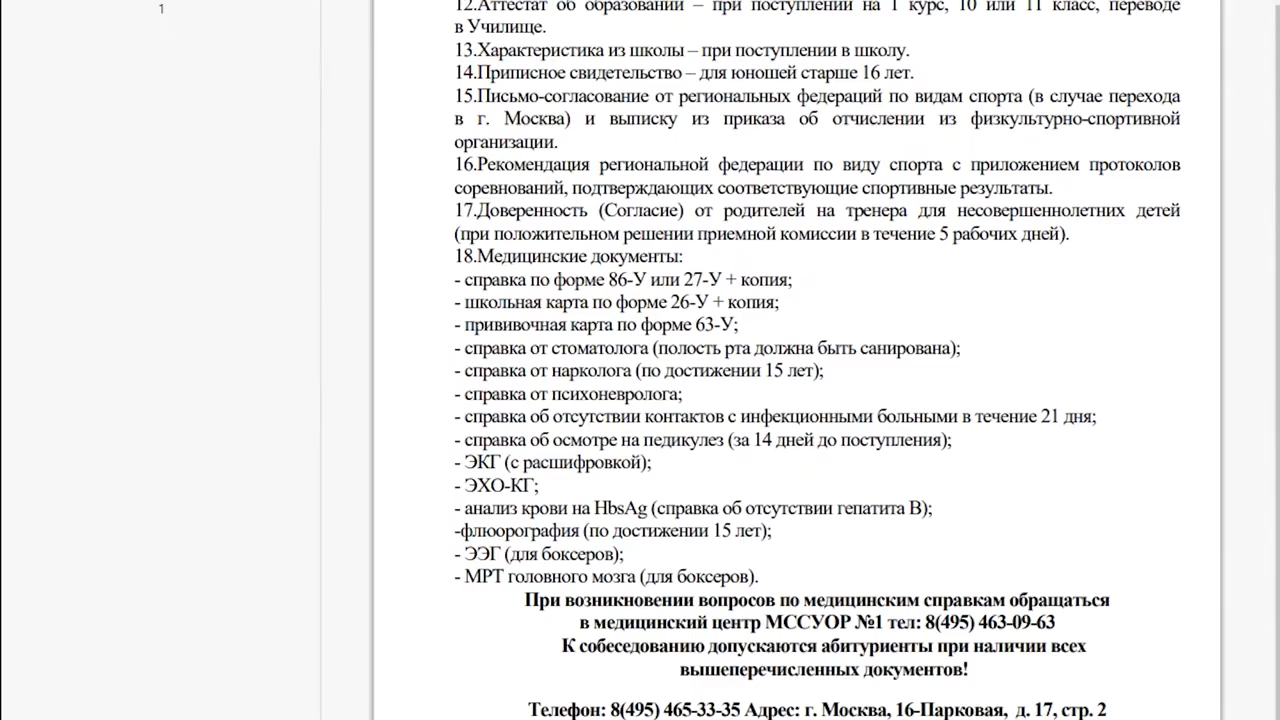 1
12.Аттестат об образовании – при поступлении на 1 курс, 10 или 11 класс, переводе
в Училище.
13.Характеристика из школы – при поступлении в школу.
14.Приписное свидетельство – для юношей старше 16 лет.
15.Письмо-согласование от региональных федераций по видам спорта (в случае перехода
в г. Москва) и выписку из приказа об отчислении из физкультурно-спортивной
организации.
16.Рекомендация региональной федерации по виду спорта с приложением протоколов
соревнований, подтверждающих соответствующие спортивные результаты.
17.Доверенность (Согласие) от родителей на тренера для несовершеннолетних детей
(при положительном решении приемной комиссии в течение 5 рабочих дней).
18.Медицинские документы:
- справка по форме 86-У или 27-У + копия;
- школьная карта по форме 26-У + копия;
- прививочная карта по форме 63-У;
- справка от стоматолога (полость рта должна быть санирована);
- справка от нарколога (по достижении 15 лет);
- справка от психоневролога;
- справка об отсутствии контактов с инфекционными больными в течение 21 дня;
- справка об осмотре на педикулез (за 14 дней до поступления);
- ЭКГ (с расшифровкой);
- ЭХО-КГ;
- анализ крови на HbsAg (справка об отсутствии гепатита В);
-флюорография (по достижении 15 лет);
- ЭЭГ (для боксеров);
- МРТ головного мозга (для боксеров).
При возникновении вопросов по медицинским справкам обращаться
в медицинский центр МССУОР №1 тел: 8(495) 463-09-63
К собеседованию допускаются абитуриенты при наличии всех
вышеперечисленных документов!
Телефон: 8(495) 465-33-35 Адрес: г. Москва, 16-Парковая, д. 17, стр. 2